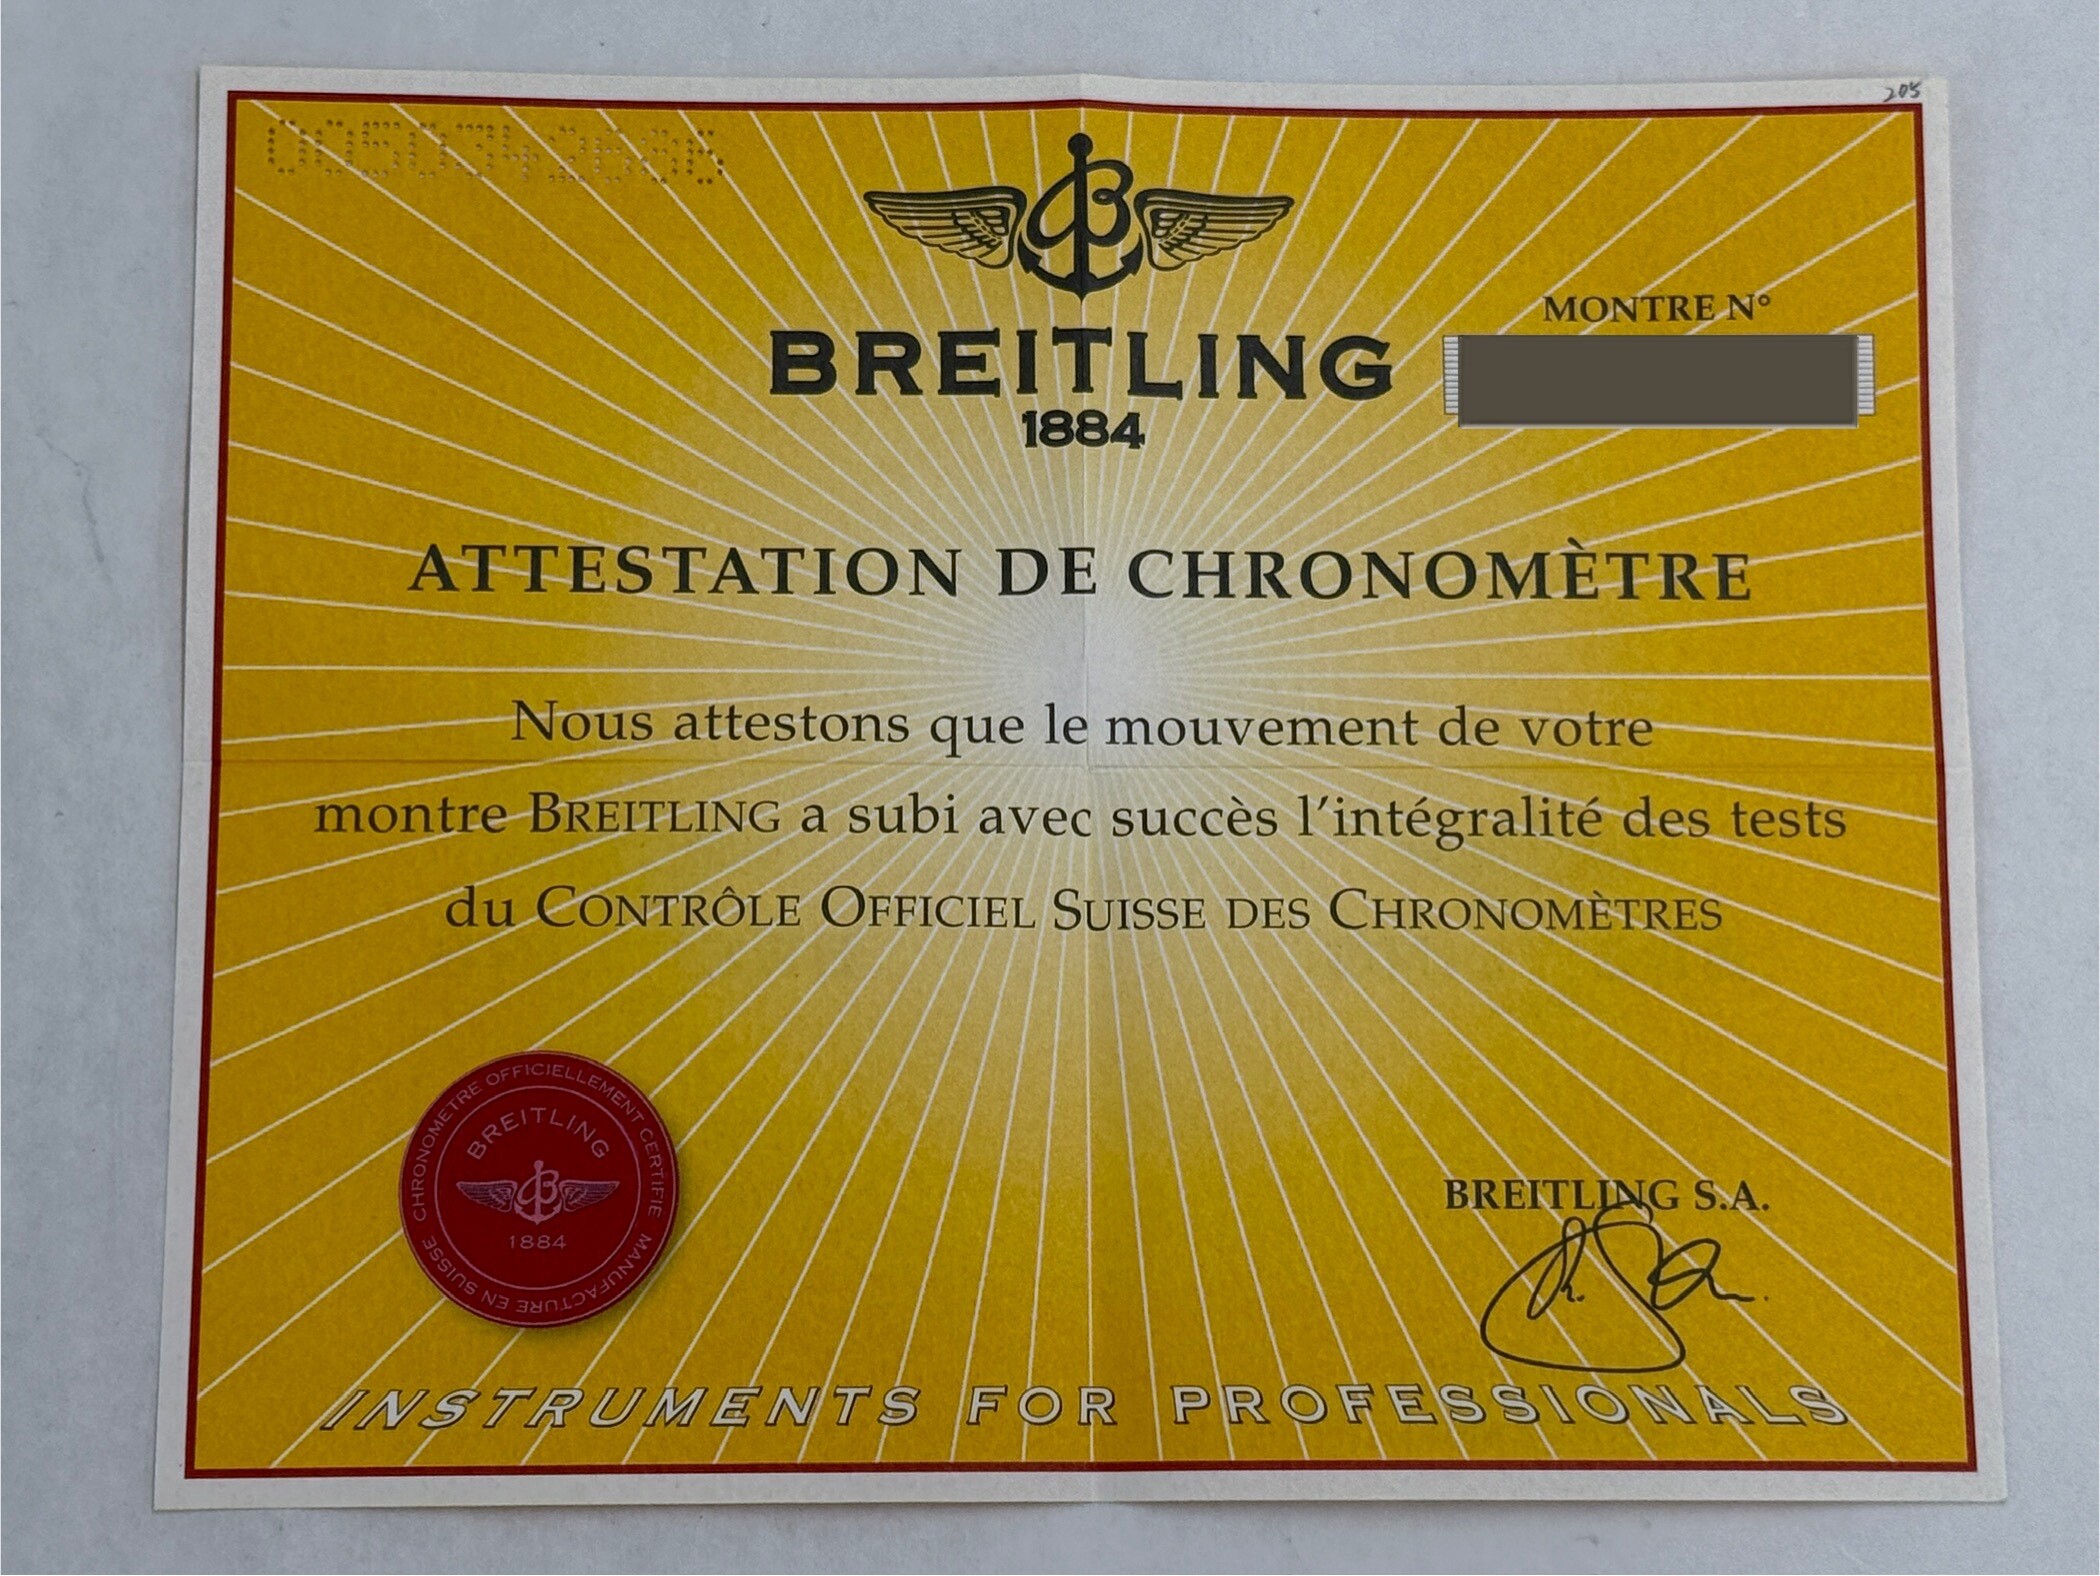 205
BREITLING
1884
MONTRE N°
ATTESTATION DE CHRONOMÈTRE
Nous attestons que le mouvement de votre
montre BREITLING a subi avec succès l'intégralité des tests
du CONTRÔLE OFFICIEL SUISSE DES CHRONOMÈTRES
CHRONOMETRE OFFICIELLEMENT CERTIFIE
MANUFACTURE EN SUISSE
BREITLING
1884
BREITLING S.A.
INSTRUMENTS FOR PROFESSIONALS